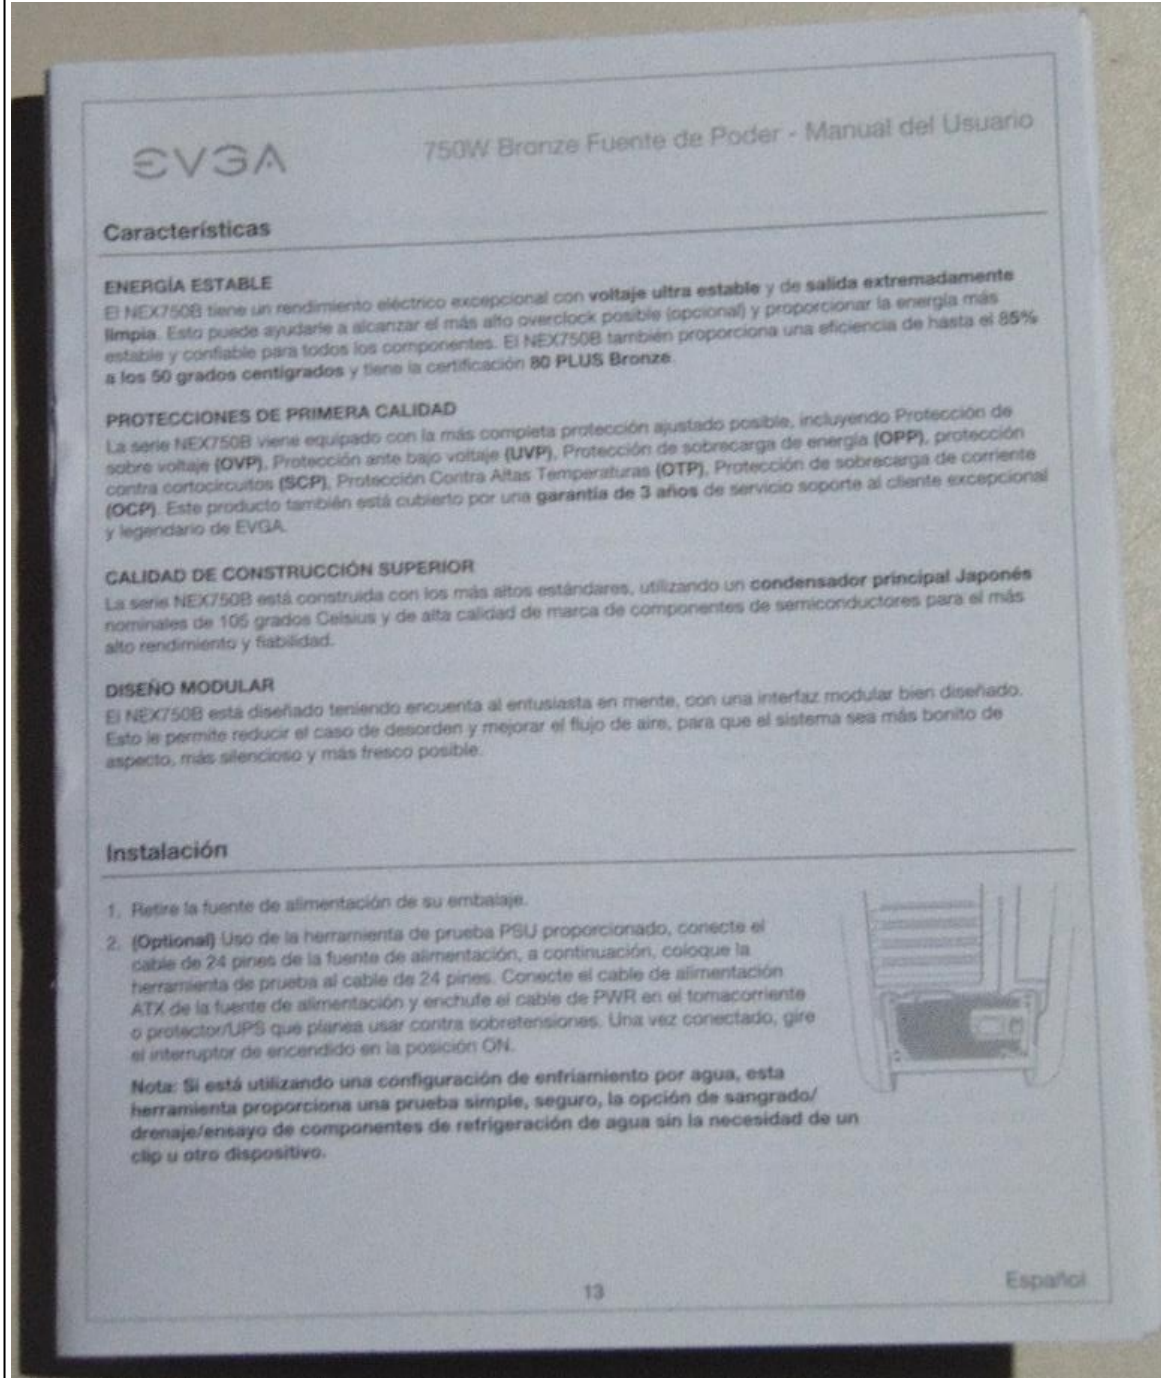 EVGA
750W Bronze Fuente de Poder - Manual del Usuario
Características
ENERGÍA ESTABLE
El NEX750B tiene un rendimiento eléctrico excepcional con voltaje ultra estable y de salida extremadamente
limpia. Esto puede ayudarle a alcanzar el más alto overclock posible (opcional) y proporcionar la energía más
estable y confiable para todos los componentes. El NEX750B también proporciona una eficiencia de hasta el 85%
a los 50 grados centígrados y tiene la certificación 80 PLUS Bronze.
PROTECCIONES DE PRIMERA CALIDAD
La serie NEX750B viene equipado con la más completa protección ajustado posible, incluyendo Protección de
sobre voltaje (OVP), Protección ante bajo voltaje (UVP), Protección de sobrecarga de energía (OPP), protección
contra cortocircuitos (SCP), Protección Contra Altas Temperaturas (OTP), Protección de sobrecarga de corriente
(OCP). Este producto también está cubierto por una garantía de 3 años de servicio soporte al cliente excepcional
y legendario de EVGA.
CALIDAD DE CONSTRUCCIÓN SUPERIOR
La serie NEX750B está construida con los más altos estándares, utilizando un condensador principal Japonés
nominales de 105 grados Celsius y de alta calidad de marca de componentes de semiconductores para el más
alto rendimiento y fiabilidad.
DISEÑO MODULAR
El NEX750B está diseñado teniendo encuenta al entusiasta en mente, con una interfaz modular bien diseñado.
Esto le permite reducir el caso de desorden y mejorar el flujo de aire, para que el sistema sea más bonito de
aspecto, más silencioso y más fresco posible.
Instalación
1. Retire la fuente de alimentación de su embalaje.
2. (Optional) Uso de la herramienta de prueba PSU proporcionado, conecte el
cable de 24 pines de la fuente de alimentación, a continuación, coloque la
herramienta de prueba al cable de 24 pines. Conecte el cable de alimentación
ATX de la fuente de alimentación y enchufe el cable de PWR en el tomacorriente
o protector/UPS que planea usar contra sobretensiones. Una vez conectado, gire
el interruptor de encendido en la posición ON.
Nota: Si está utilizando una configuración de enfriamiento por agua, esta
herramienta proporciona una prueba simple, seguro, la opción de sangrado/
drenaje/ensayo de componentes de refrigeración de agua sin la necesidad de un
clip u otro dispositivo.
13
Español